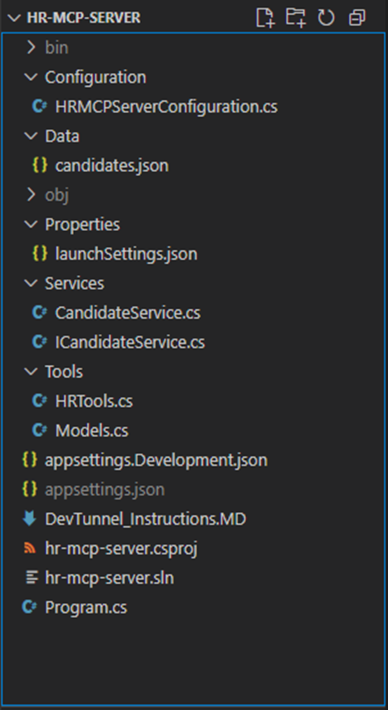 HR-MCP-SERVER
bin
Configuration
C# HRMCPServerConfiguration.cs
Data
{} candidates.json
obj
Properties
{} launchSettings.json
Services
C# CandidateService.cs
C# ICandidateService.cs
Tools
C# HRTools.cs
C# Models.cs
{} appsettings.Development.json
{} appsettings.json
DevTunnel_Instructions.MD
hr-mcp-server.csproj
hr-mcp-server.sln
C# Program.cs